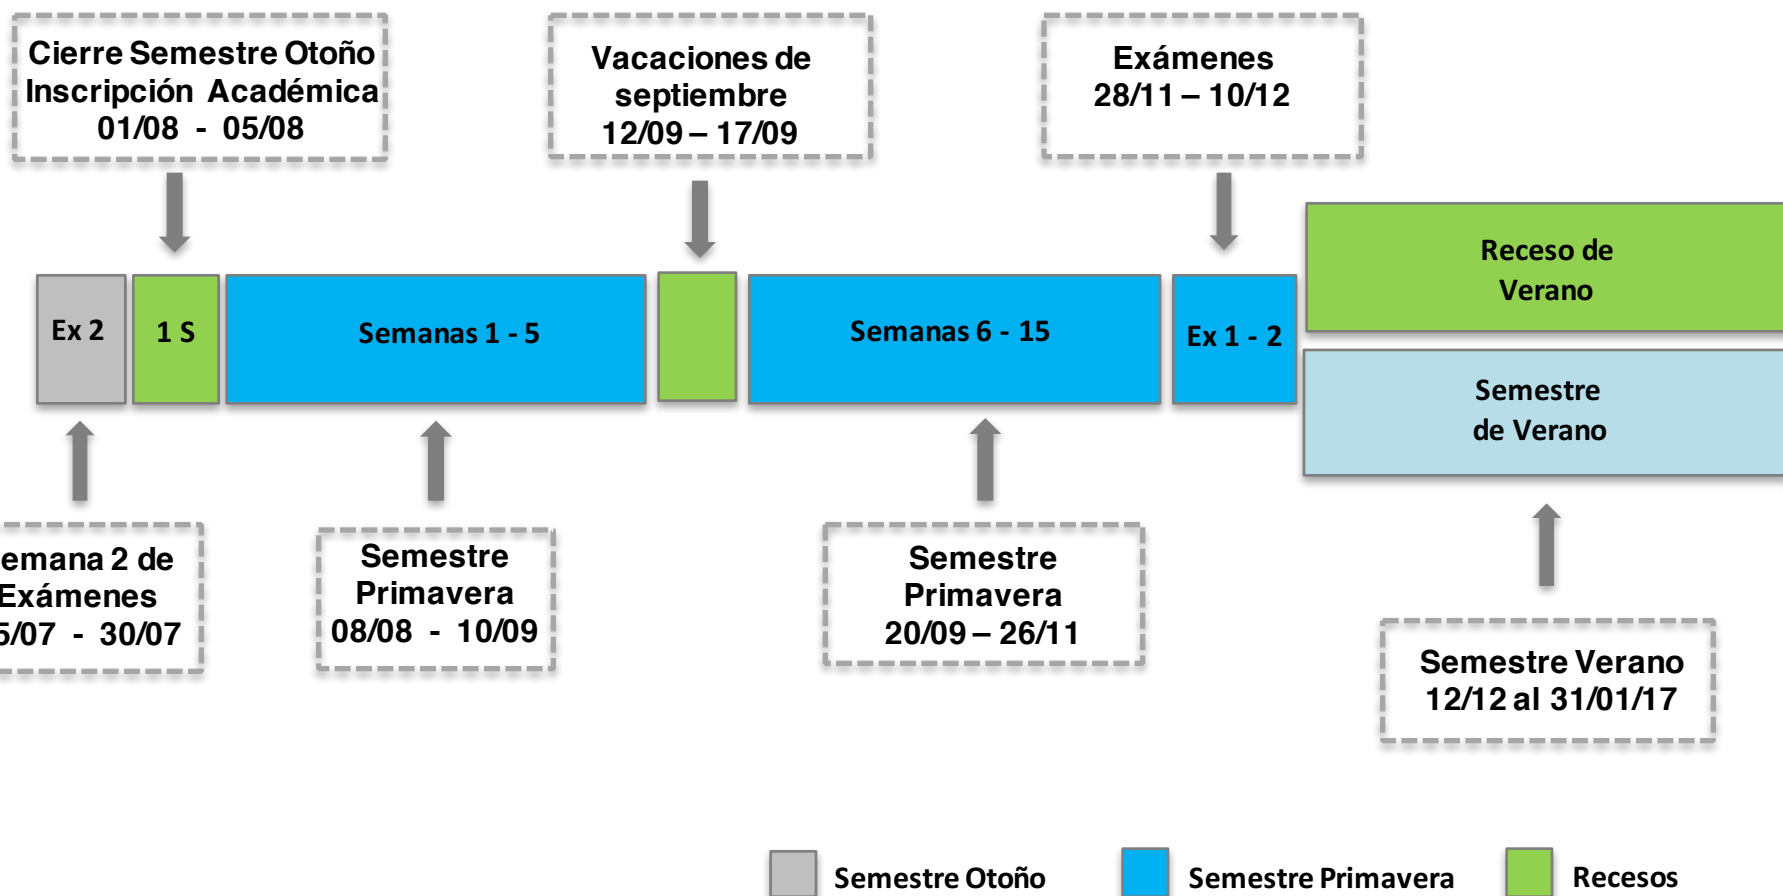 Cierre Semestre Otoño
Inscripción Académica
01/08 - 05/08
Vacaciones de
septiembre
12/09 – 17/09
Exámenes
28/11 – 10/12
Ex 2
1 S
Semanas 1 - 5
Semanas 6 - 15
Ex 1 - 2
Receso de
Verano
Semestre
de Verano
emana 2 de
Exámenes
5/07 - 30/07
Semestre
Primavera
08/08 - 10/09
Semestre
Primavera
20/09 – 26/11
Semestre Verano
12/12 al 31/01/17
Semestre Otoño
Semestre Primavera
Recesos